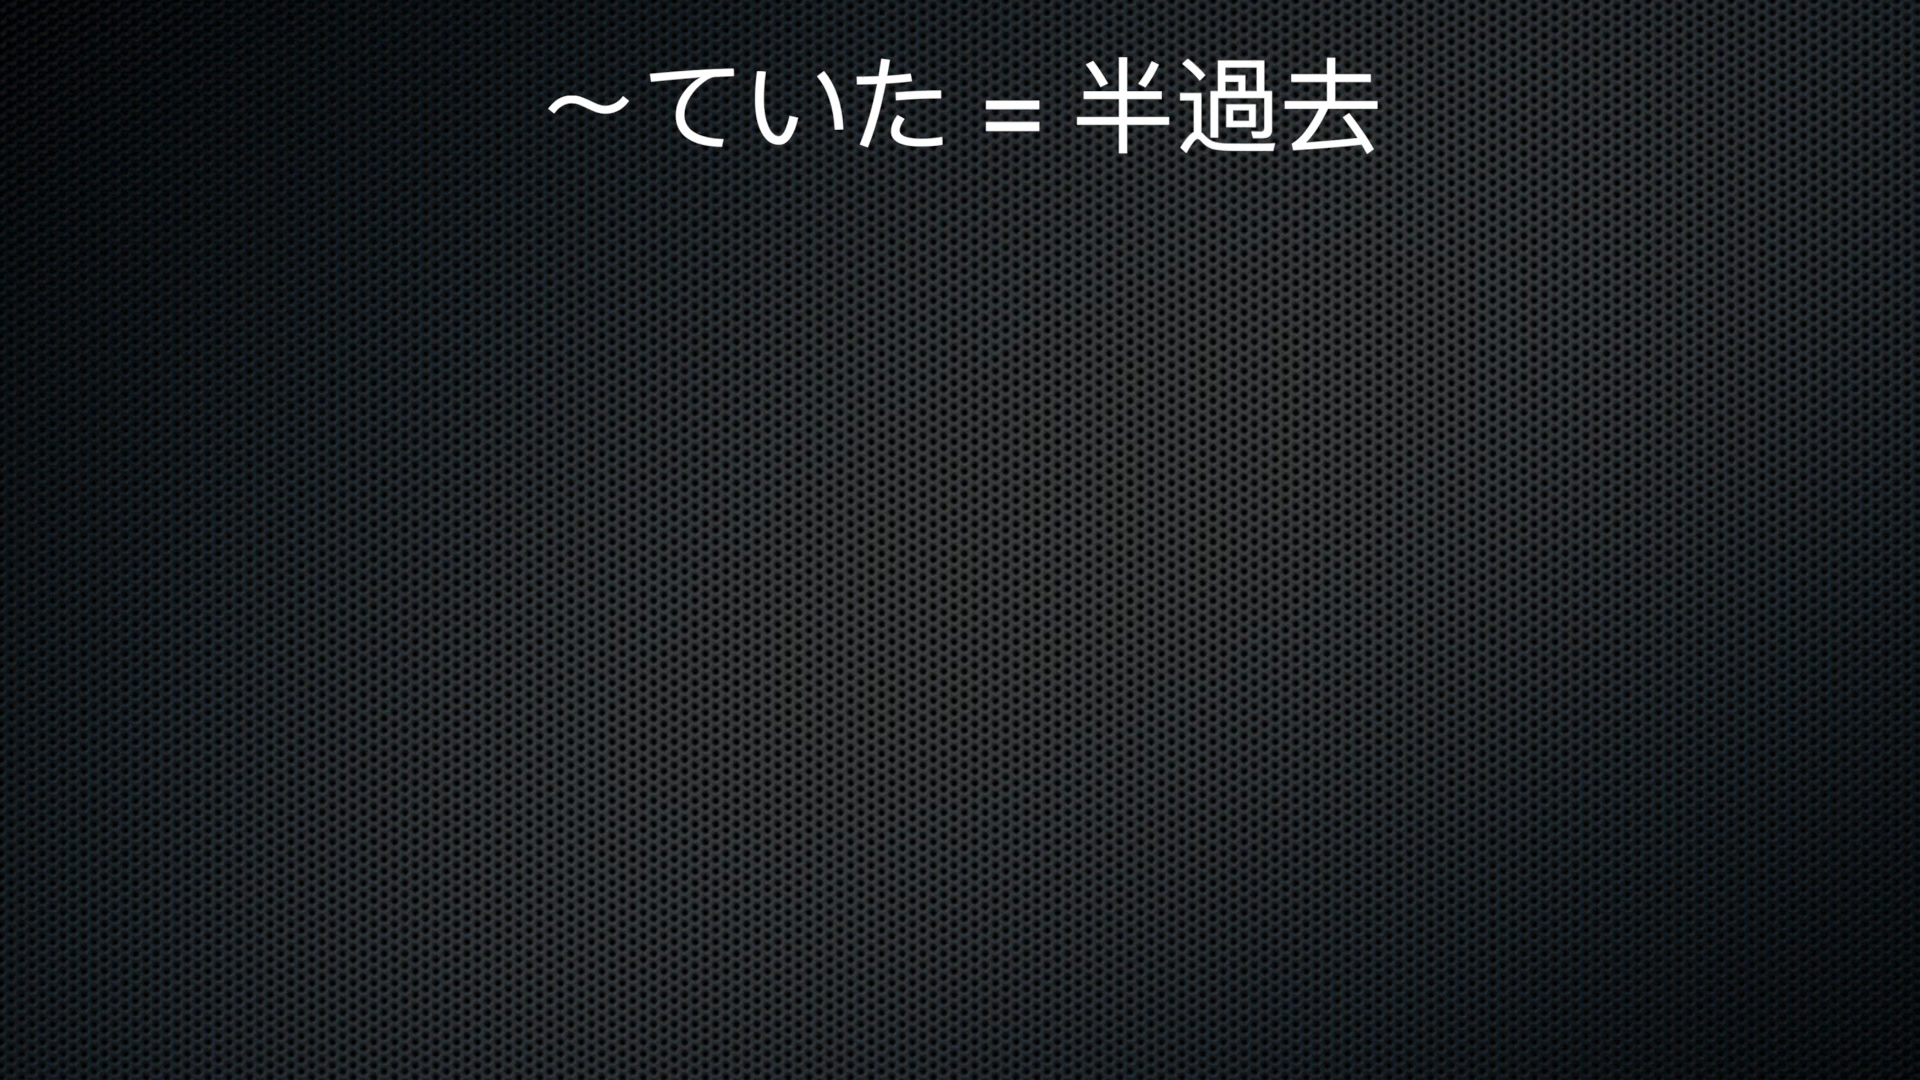 ～ていた = 半過去